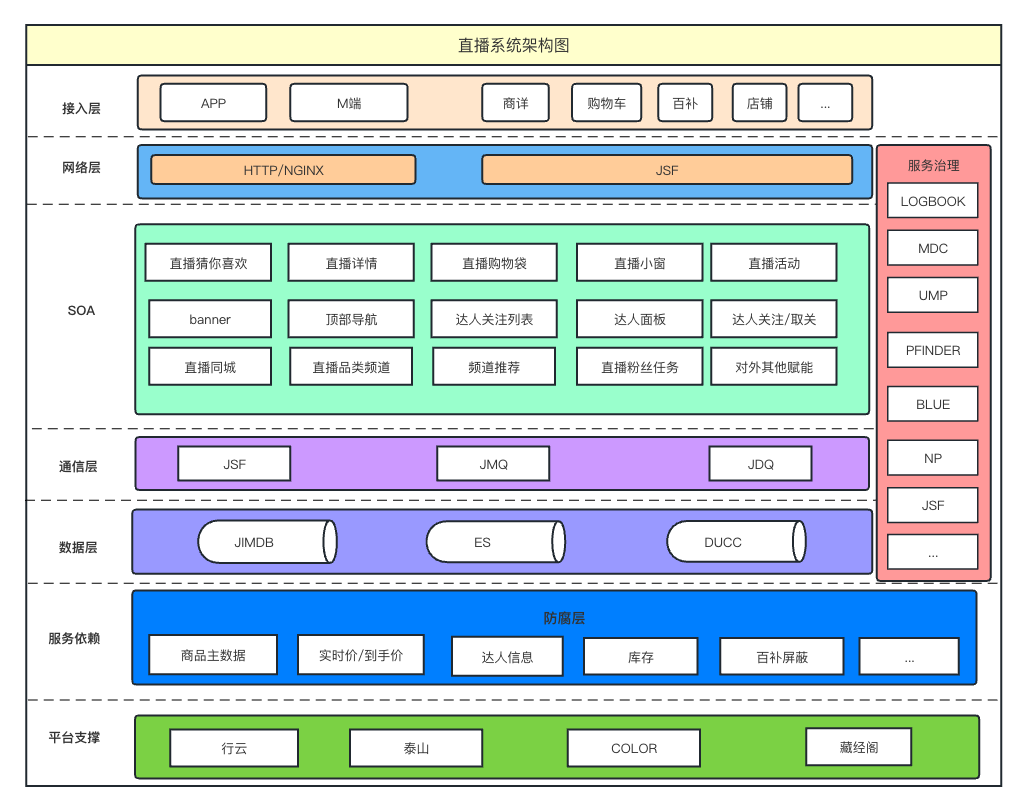 直播系统架构图
接入层
APP
M端
商详
购物车
百补
店铺
...
网络层
HTTP/NGINX
JSF
服务治理
LOGBOOK
MDC
UMP
PFINDER
BLUE
NP
JSF
...
SOA
直播猜你喜欢
直播详情
直播购物袋
直播小窗
直播活动
banner
顶部导航
达人关注列表
达人面板
达人关注/取关
直播同城
直播品类频道
频道推荐
直播粉丝任务
对外其他赋能
通信层
JSF
JMQ
JDQ
数据层
JIMDB
ES
DUCC
服务依赖
防腐层
商品主数据
实时价/到手价
达人信息
库存
百补屏蔽
...
平台支撑
行云
泰山
COLOR
藏经阁